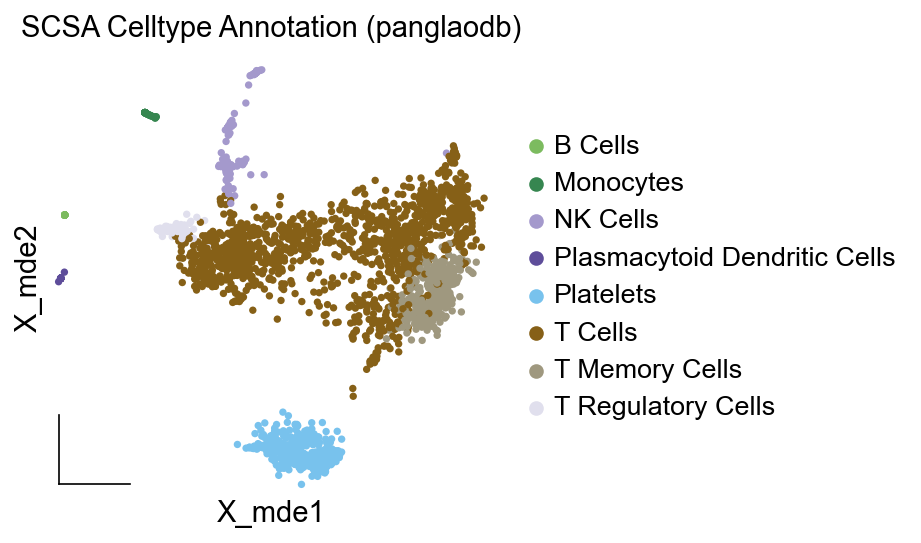 SCSA Celltype Annotation (panglaodb)
B Cells
Monocytes
NK Cells
Plasmacytoid Dendritic Cells
Platelets
T Cells
T Memory Cells
T Regulatory Cells
X_mde2
X_mde1